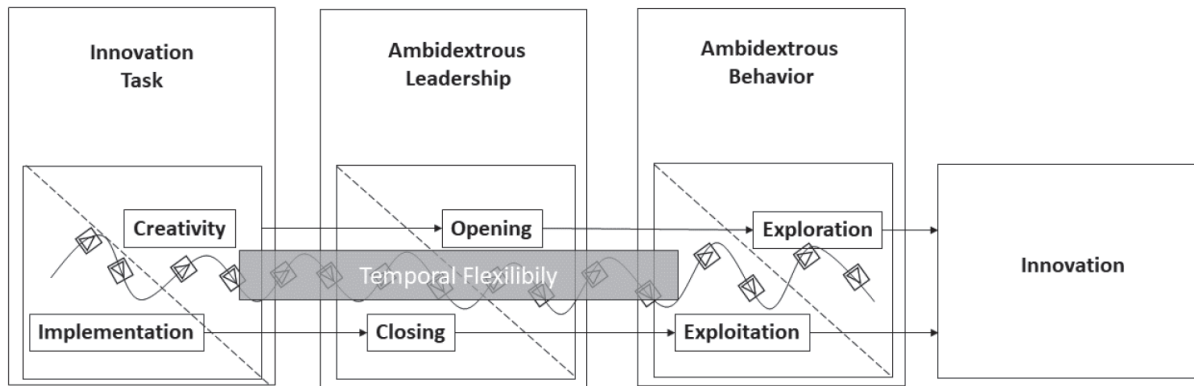 Innovation
Task
Ambidextrous
Leadership
Ambidextrous
Behavior
Creativity
Opening
Exploration
Temporal Flexilibily
Innovation
Implementation
Closing
Exploitation